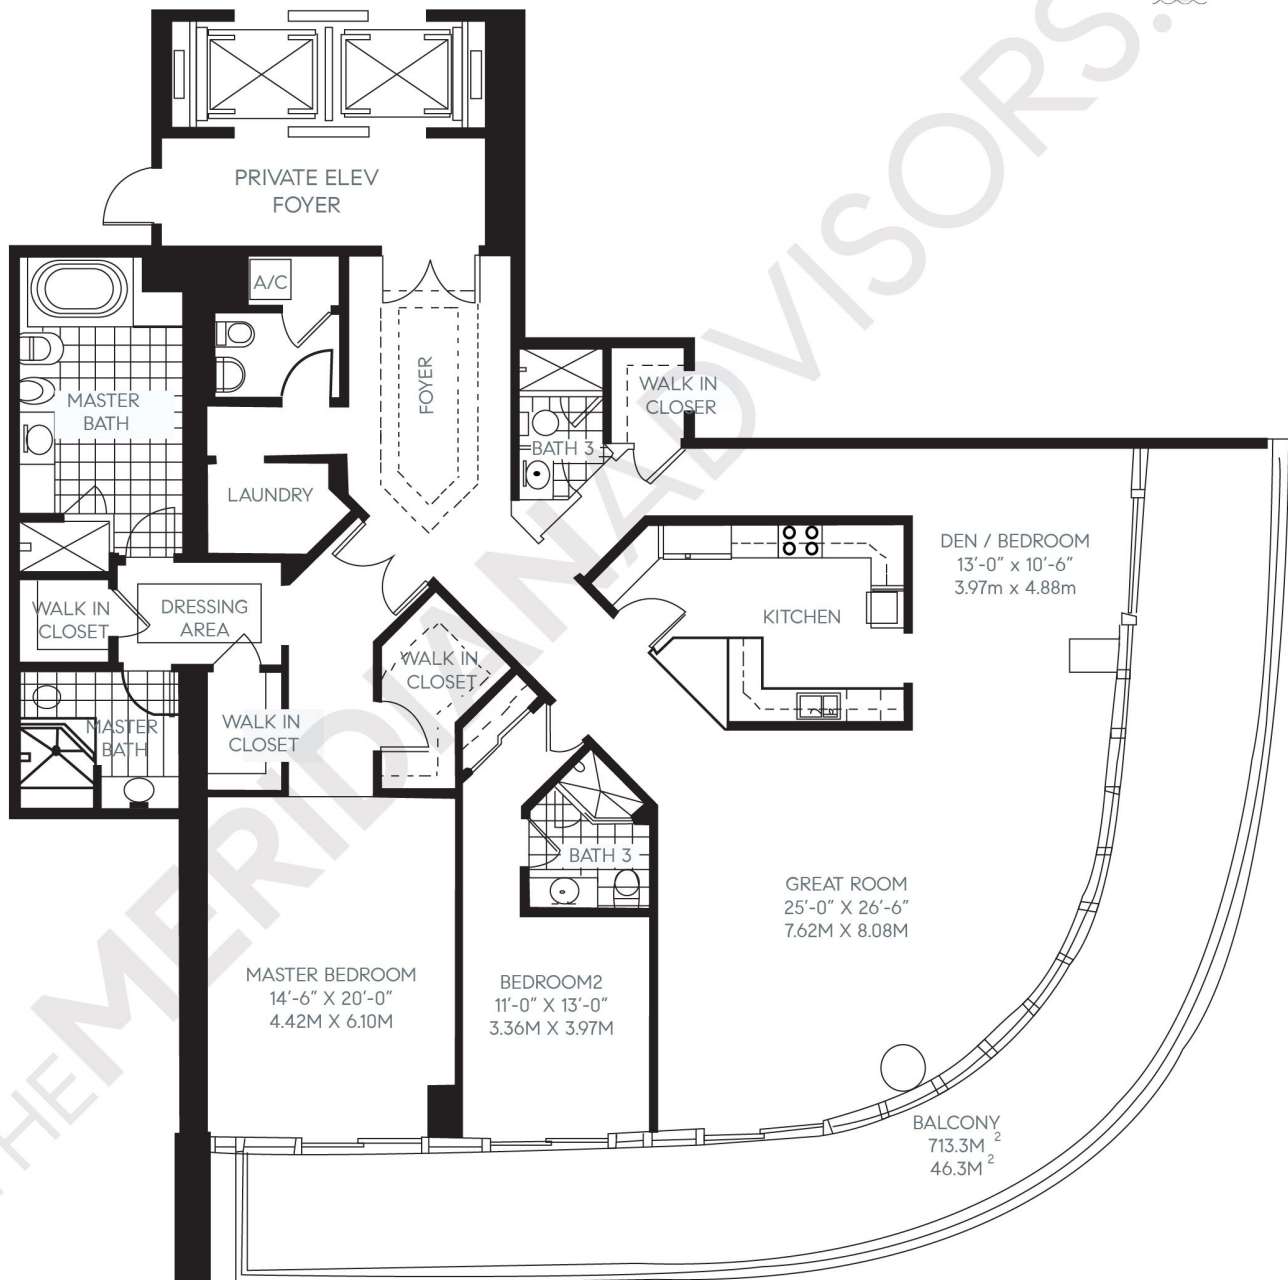 PRIVATE ELEV
FOYER
A/C
FOYER
MASTER
BATH
WALK IN
CLOSER
BATH 3
LAUNDRY
DEN / BEDROOM
13'-0" x 10'-6"
3.97m x 4.88m
KITCHEN
WALK IN
CLOSET
DRESSING
AREA
WALK IN
CLOSET
WALK IN
CLOSET
MASTER
BATH
BATH 3
GREAT ROOM
25'-0" X 26'-6"
7.62M X 8.08M
MASTER BEDROOM
14'-6" X 20'-0"
4.42M X 6.10M
BEDROOM2
11'-0" X 13'-0"
3.36M X 3.97M
BALCONY
713.3M 2
46.3M 2
THEMERIDIANADVISORS.